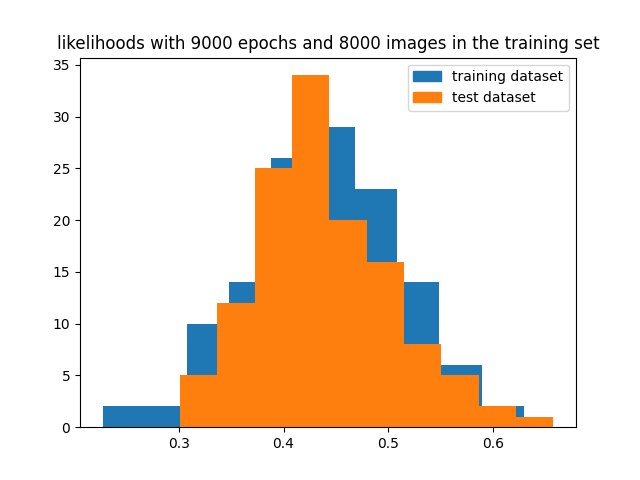 likelihoods with 9000 epochs and 8000 images in the training set
35
30
25
20
15
10
5
0
training dataset
test dataset
0.3 0.4 0.5 0.6